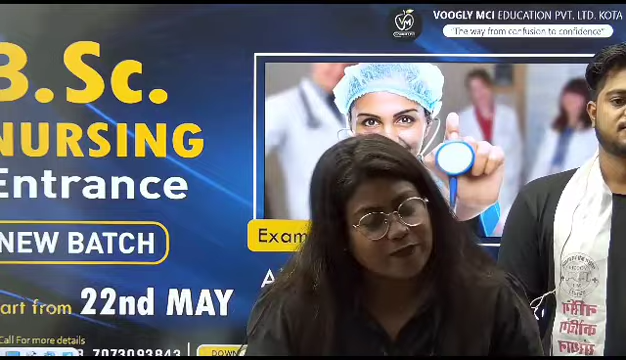 VOOGLY MCI EDUCATION PVT. LTD. KOTA
"The way from confusion to confidence"
B.Sc.
NURSING
Entrance
NEW BATCH
Exam
art from 22nd MAY
Call For more details
7073093843
DOWN
नर्सिंग
संस्थान